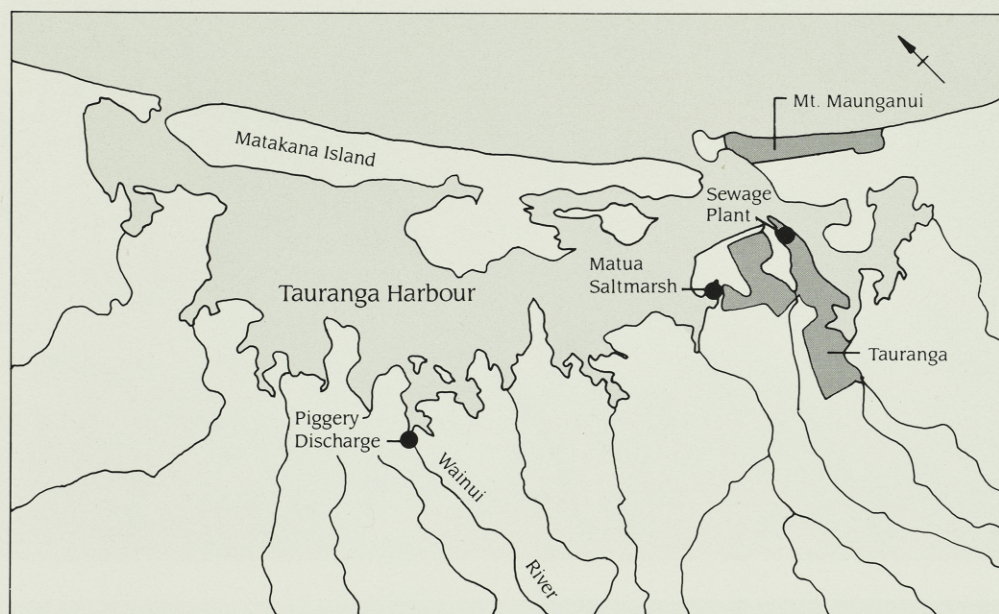 Mt. Maunganui
Matakana Island
Sewage
Plant
Matua
Saltmarsh
Tauranga Harbour
Tauranga
Piggery
Discharge
Wainui
River